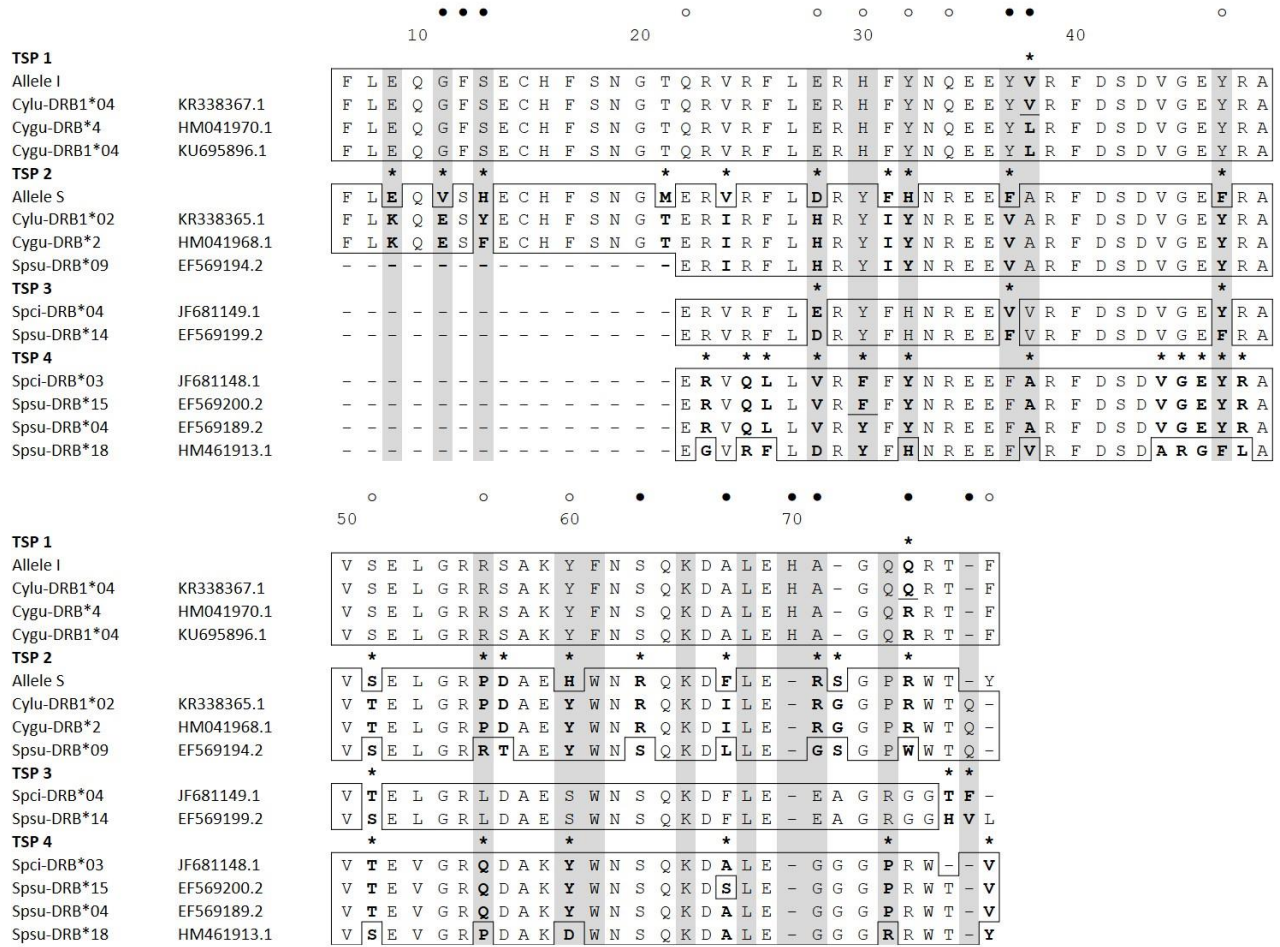 ● ● ● ○ ○ ○ ○ ○ ● ● ○
10 20 30 40
TSP 1 *
Allele I F L E Q G F S E C H F S N G T Q R V R F L E R H F Y N Q E E Y V R F D S D V G E Y R A
Cylu-DRB1*04 KR338367.1 F L E Q G F S E C H F S N G T Q R V R F L E R H F Y N Q E E Y V R F D S D V G E Y R A
Cygu-DRB*4 HM041970.1 F L E Q G F S E C H F S N G T Q R V R F L E R H F Y N Q E E Y L R F D S D V G E Y R A
Cygu-DRB1*04 KU695896.1 F L E Q G F S E C H F S N G T Q R V R F L E R H F Y N Q E E Y L R F D S D V G E Y R A
TSP 2 * * * * * * * * * *
Allele S F L E Q V S H E C H F S N G M E R V R F L D R Y F H N R E E F A R F D S D V G E F R A
Cylu-DRB1*02 KR338365.1 F L K Q E S Y E C H F S N G T E R I R F L H R Y I Y N R E E V A R F D S D V G E Y R A
Cygu-DRB*2 HM041968.1 F L K Q E S F E C H F S N G T E R I R F L H R Y I Y N R E E V A R F D S D V G E Y R A
Spsu-DRB*09 EF569194.2 - - - - - - - - - - - - - - - E R I R F L H R Y I Y N R E E V A R F D S D V G E Y R A
TSP 3 * * *
Spci-DRB*04 JF681149.1 - - - - - - - - - - - - - - - E R V R F L E R Y F H N R E E V V R F D S D V G E Y R A
Spsu-DRB*14 EF569199.2 - - - - - - - - - - - - - - - E R V R F L D R Y F H N R E E F V R F D S D V G E F R A
TSP 4 * * * * * * * * * * * *
Spci-DRB*03 JF681148.1 - - - - - - - - - - - - - - - E R V Q L L V R F F Y N R E E F A R F D S D V G E Y R A
Spsu-DRB*15 EF569200.2 - - - - - - - - - - - - - - - E R V Q L L V R F F Y N R E E F A R F D S D V G E Y R A
Spsu-DRB*04 EF569189.2 - - - - - - - - - - - - - - - E R V Q L L V R Y F Y N R E E F A R F D S D V G E Y R A
Spsu-DRB*18 HM461913.1 - - - - - - - - - - - - - - - E G V R F L D R Y F H N R E E F V R F D S D A R G F L A
○ ○ ○ ● ● ● ● ● ● ○
50 60 70
TSP 1 *
Allele I V S E L G R R S A K Y F N S Q K D A L E H A - G Q Q R T - F
Cylu-DRB1*04 KR338367.1 V S E L G R R S A K Y F N S Q K D A L E H A - G Q Q R T - F
Cygu-DRB*4 HM041970.1 V S E L G R R S A K Y F N S Q K D A L E H A - G Q R R T - F
Cygu-DRB1*04 KU695896.1 V S E L G R R S A K Y F N S Q K D A L E H A - G Q R R T - F
TSP 2 * * * * * * * * *
Allele S V S E L G R P D A E H W N R Q K D F L E - R S G P R W T - Y
Cylu-DRB1*02 KR338365.1 V T E L G R P D A E Y W N R Q K D I L E - R G G P R W T Q -
Cygu-DRB*2 HM041968.1 V T E L G R P D A E Y W N R Q K D I L E - R G G P R W T Q -
Spsu-DRB*09 EF569194.2 V S E L G R R T A E Y W N S Q K D L L E - G S G P W W T Q -
TSP 3 * * *
Spci-DRB*04 JF681149.1 V T E L G R L D A E S W N S Q K D F L E - E A G R G G T F -
Spsu-DRB*14 EF569199.2 V S E L G R L D A E S W N S Q K D F L E - E A G R G G H V L
TSP 4 * * * * * *
Spci-DRB*03 JF681148.1 V T E V G R Q D A K Y W N S Q K D A L E - G G G P R W - - V
Spsu-DRB*15 EF569200.2 V T E V G R Q D A K Y W N S Q K D S L E - G G G P R W T - V
Spsu-DRB*04 EF569189.2 V T E V G R Q D A K Y W N S Q K D A L E - G G G P R W T - V
Spsu-DRB*18 HM461913.1 V S E V G R P D A K D W N S Q K D A L E - G G G R R W T - Y